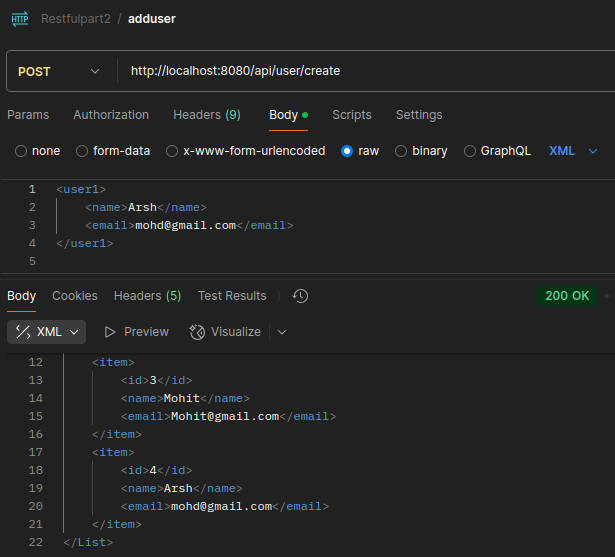 HTTP Restfulpart2 / adduser
POST http://localhost:8080/api/user/create
Params Authorization Headers (9) Body Scripts Settings
none form-data x-www-form-urlencoded raw binary GraphQL XML
1 <user1>
2 <name>Arsh</name>
3 <email>mohd@gmail.com</email>
4 </user1>
5
Body Cookies Headers (5) Test Results 200 OK
XML Preview Visualize
12 <item>
13 <id>3</id>
14 <name>Mohit</name>
15 <email>Mohit@gmail.com</email>
16 </item>
17 <item>
18 <id>4</id>
19 <name>Arsh</name>
20 <email>mohd@gmail.com</email>
21 </item>
22 </List>